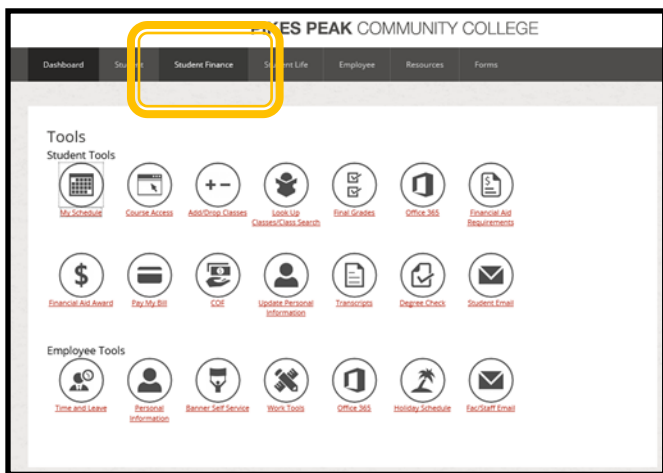 PIKES PEAK COMMUNITY COLLEGE
Dashboard Student Student Finance Student Life Employee Resources Forms
Tools
Student Tools
My Schedule Course Access Add/Drop Classes Look Up Classes/Class Search Final Grades Office 365 Financial Aid Requirements
Financial Aid Award Pay My Bill COF Update Personal Information Transcripts Degree Check Student Email
Employee Tools
Time and Leave Personal Information Banner Self Service Work Tools Office 365 Holiday Schedule Fac/Staff Email